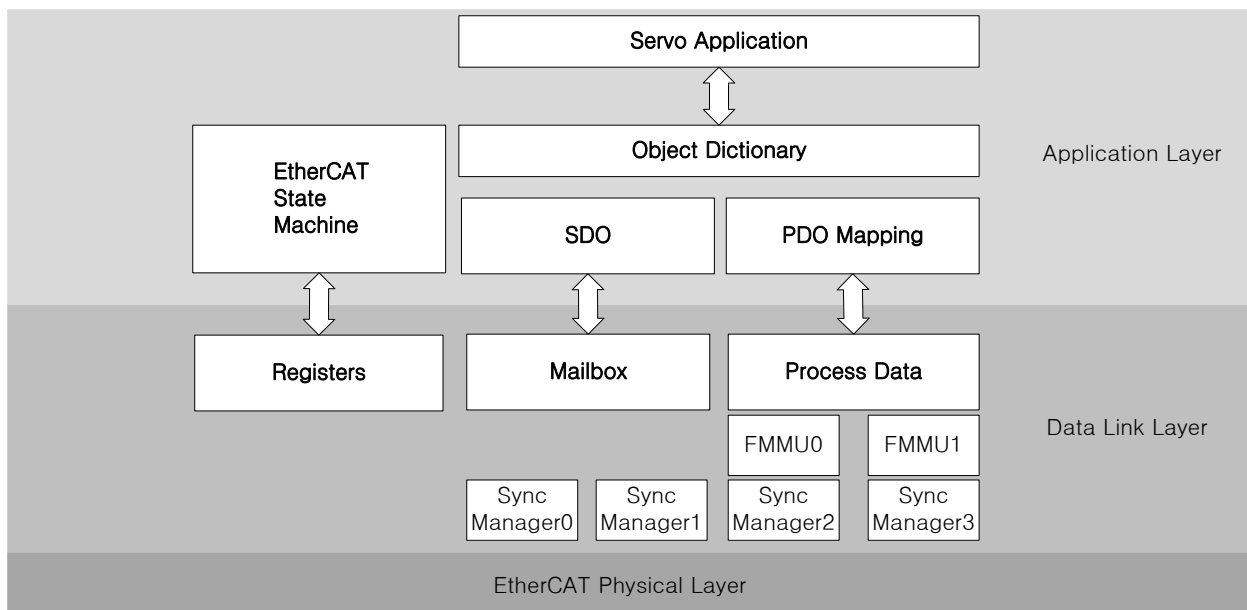 Servo Application
Object Dictionary
Application Layer
EtherCAT
State
Machine
SDO
PDO Mapping
Registers
Mailbox
Process Data
FMMU0
FMMU1
Data Link Layer
Sync
Manager0
Sync
Manager1
Sync
Manager2
Sync
Manager3
EtherCAT Physical Layer